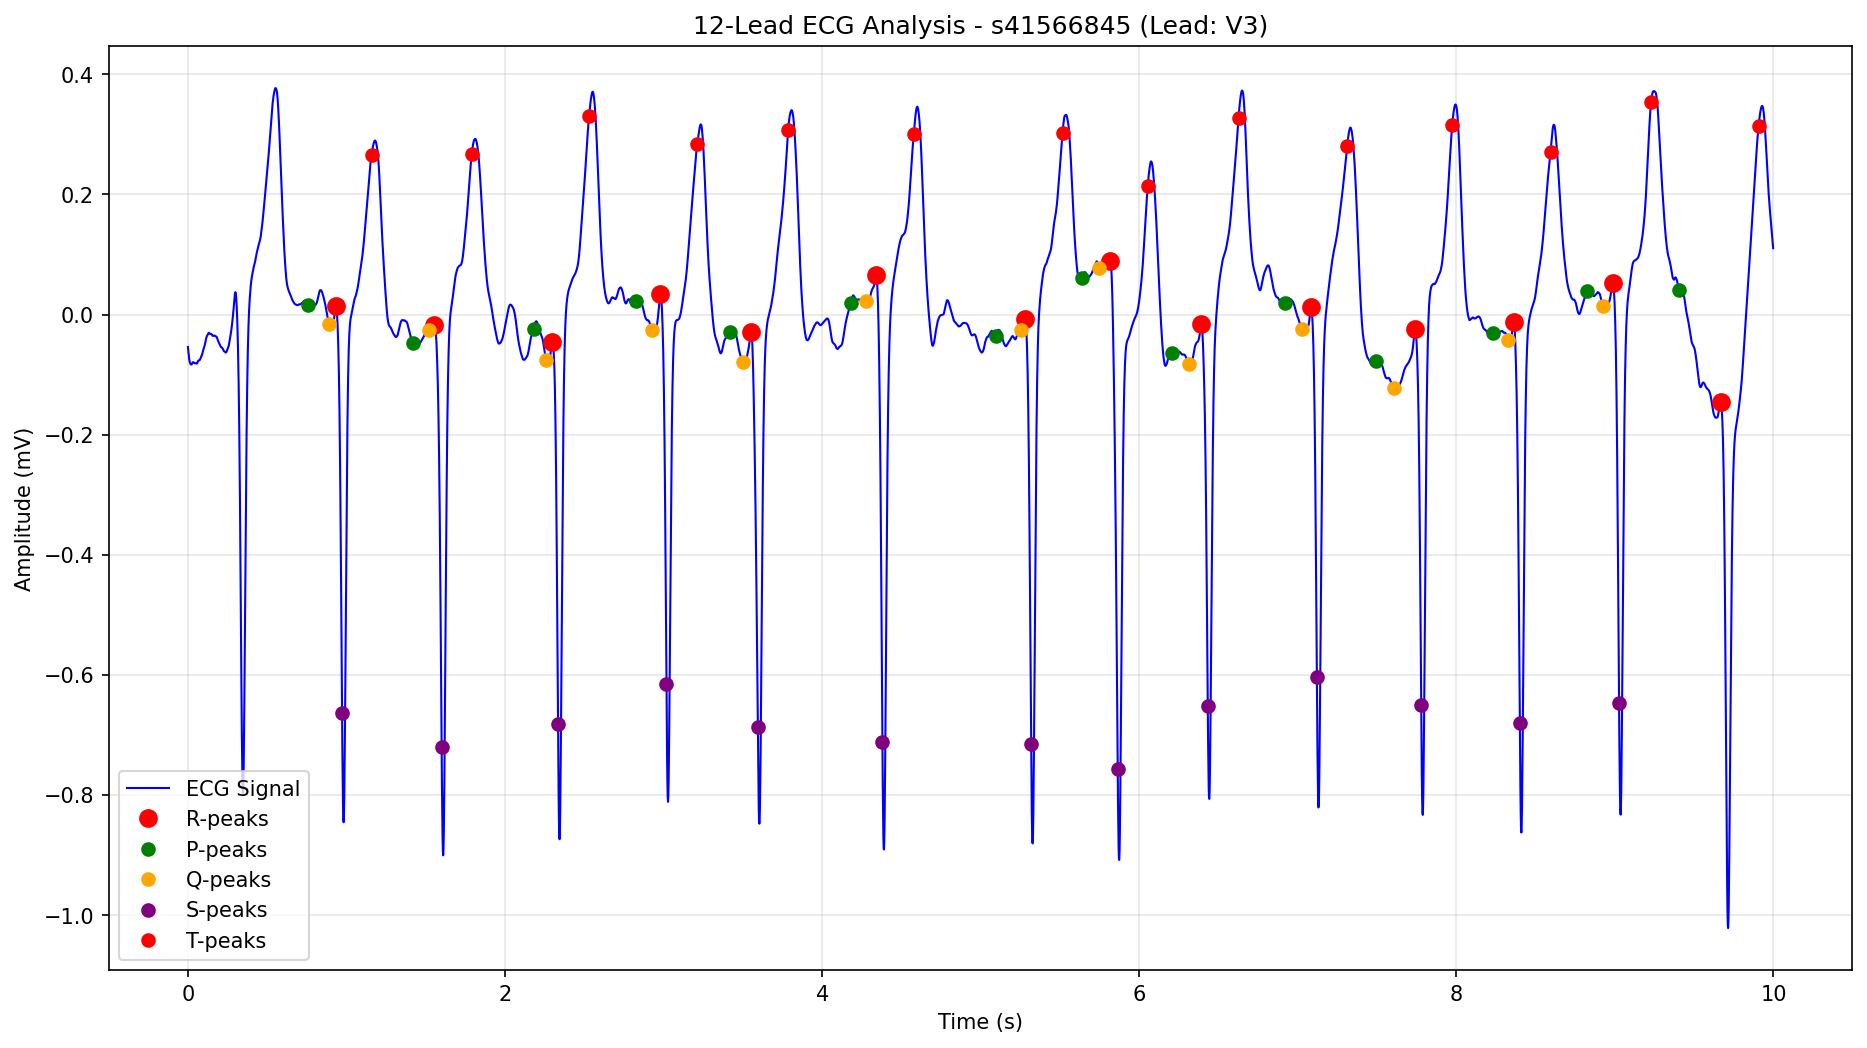 12-Lead ECG Analysis - s41566845 (Lead: V3)
Amplitude (mV)
0.4
0.2
0.0
−0.2
−0.4
−0.6
−0.8
−1.0
ECG Signal
R-peaks
P-peaks
Q-peaks
S-peaks
T-peaks
0 2 4 6 8 10
Time (s)